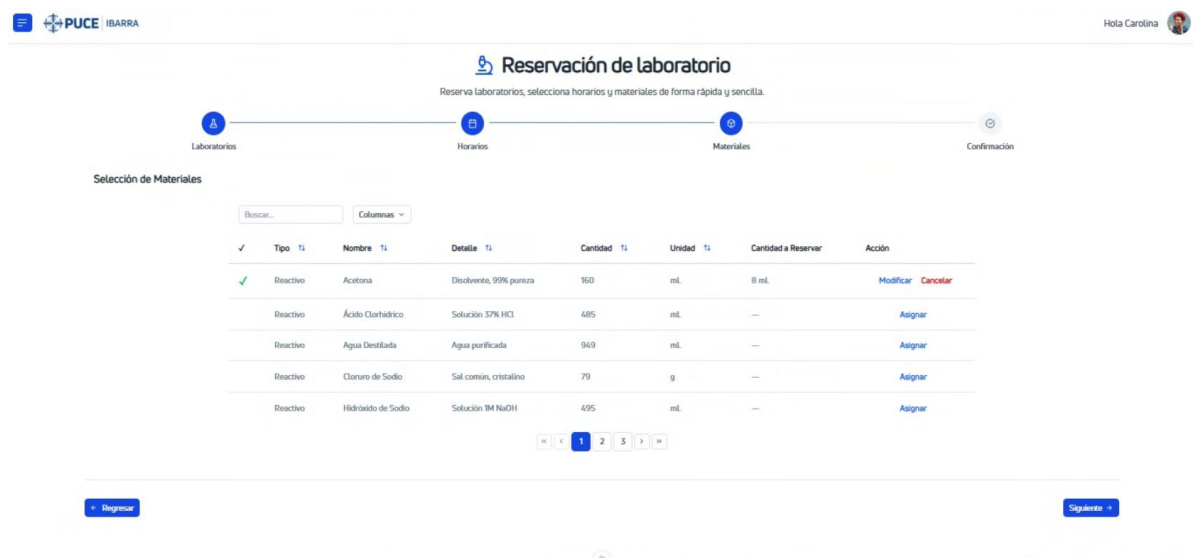 PUCE IBARRA
Hola Carolina
Reservación de laboratorio
Reserva laboratorios, selecciona horarios y materiales de forma rápida y sencilla.
Laboratorios Horarios Materiales Confirmación
Selección de Materiales
Buscar... Columnas
✓ Tipo Nombre Detalle Cantidad Unidad Cantidad a Reservar Acción
✓ Reactivo Acetona Disolvente, 99% pureza 160 mL 8 mL Modificar Cancelar
Reactivo Ácido Clorhídrico Solución 37% HCl 485 mL — Asignar
Reactivo Agua Destilada Agua purificada 949 mL — Asignar
Reactivo Cloruro de Sodio Sal común, cristalino 79 g — Asignar
Reactivo Hidróxido de Sodio Solución 1M NaOH 495 mL — Asignar
« ‹ 1 2 3 › »
← Regresar Siguiente →